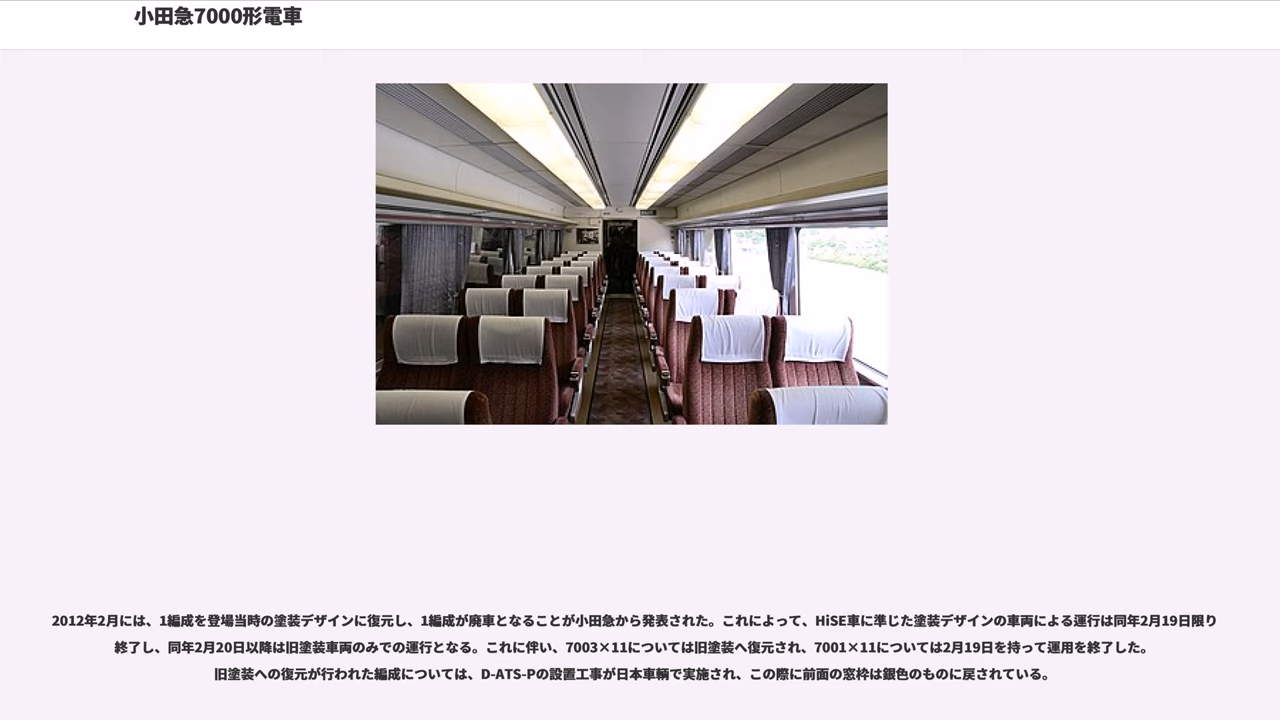 小田急7000形電車
2012年2月には、1編成を登場当時の塗装デザインに復元し、1編成が廃車となることが小田急から発表された。これによって、HiSE車に準じた塗装デザインの車両による運行は同年2月19日限り
終了し、同年2月20日以降は旧塗装車両のみでの運行となる。これに伴い、7003×11については旧塗装へ復元され、7001×11については2月19日を持って運用を終了した。
旧塗装への復元が行われた編成については、D-ATS-Pの設置工事が日本車輌で実施され、この際に前面の窓枠は銀色のものに戻されている。